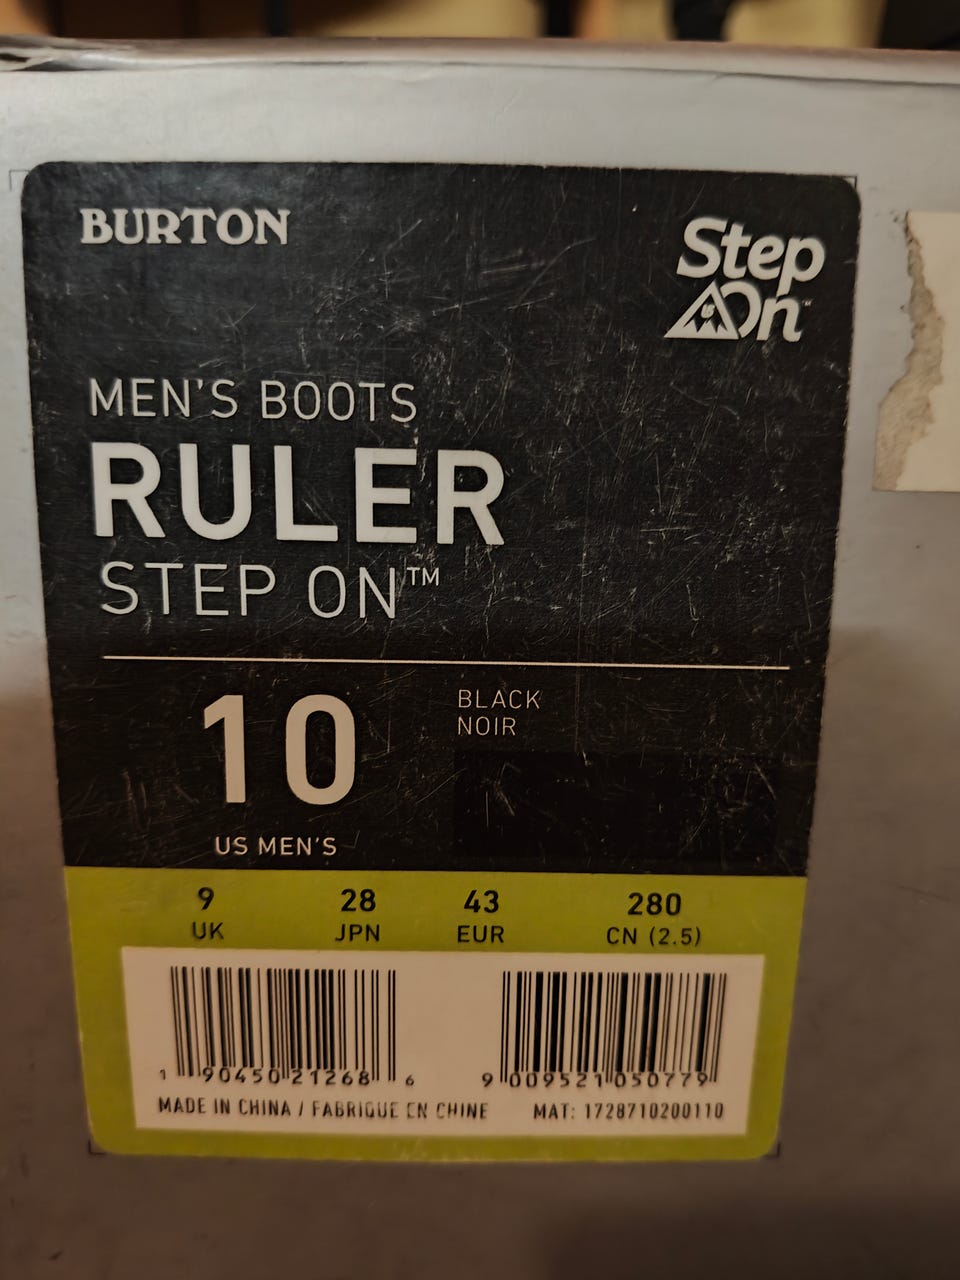 BURTON
Step
On™
MEN'S BOOTS
RULER
STEP ON™
10
US MEN'S
BLACK
NOIR
9 28 43 280
UK JPN EUR CN (2.5)
1 90450 21268 6
9 009521 050779
MADE IN CHINA / FABRIQUE EN CHINE MAT: 1728710200110